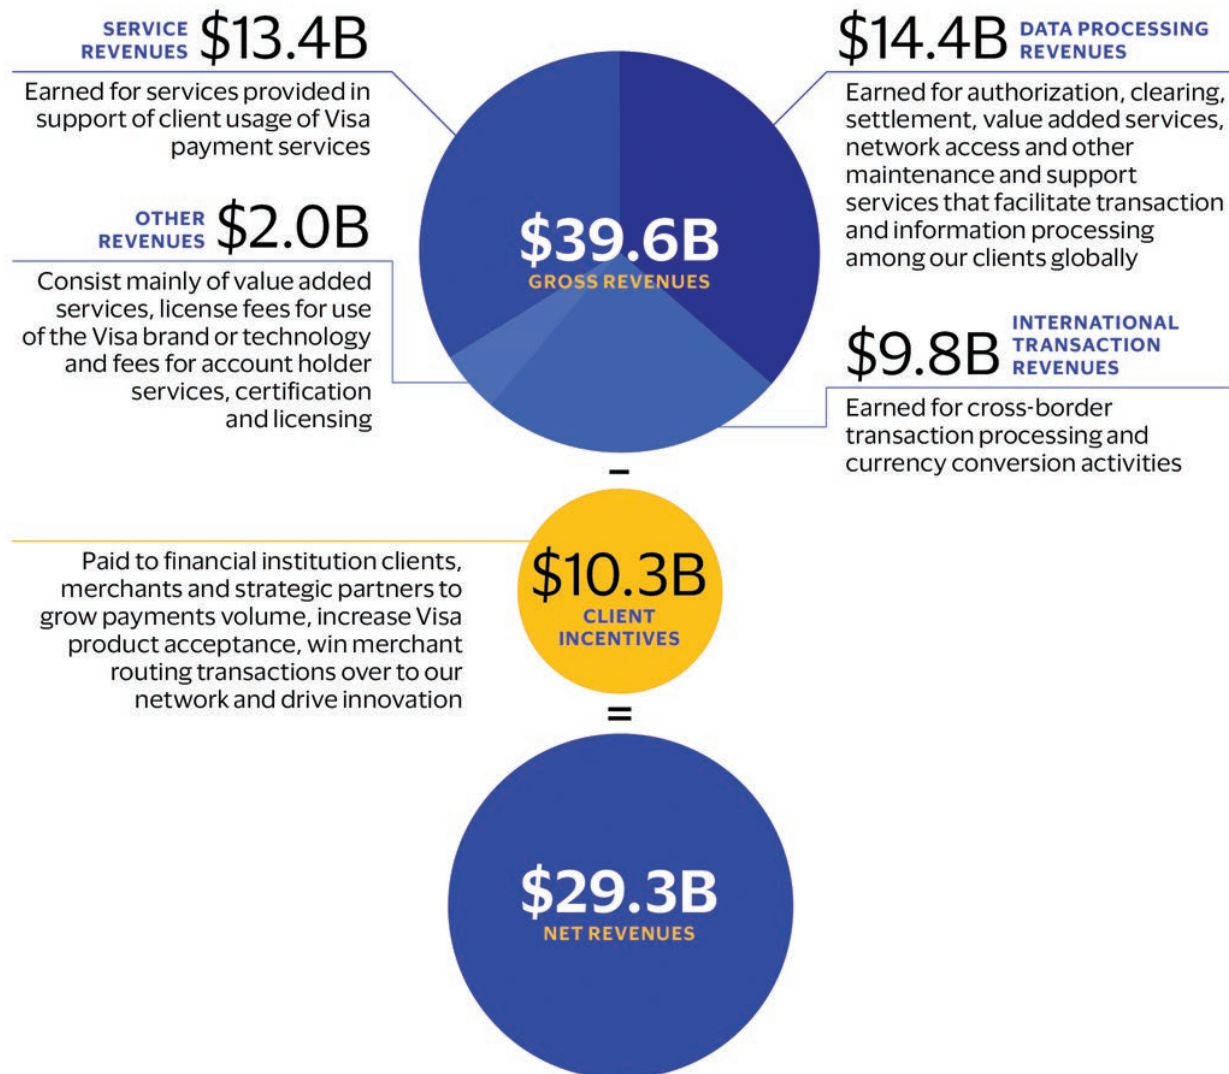 SERVICE
REVENUES $13.4B
Earned for services provided in
support of client usage of Visa
payment services
OTHER
REVENUES $2.0B
Consist mainly of value added
services, license fees for use
of the Visa brand or technology
and fees for account holder
services, certification
and licensing
$39.6B
GROSS REVENUES
$14.4B DATA PROCESSING
REVENUES
Earned for authorization, clearing,
settlement, value added services,
network access and other
maintenance and support
services that facilitate transaction
and information processing
among our clients globally
$9.8B INTERNATIONAL
TRANSACTION
REVENUES
Earned for cross-border
transaction processing and
currency conversion activities
–
Paid to financial institution clients,
merchants and strategic partners to
grow payments volume, increase Visa
product acceptance, win merchant
routing transactions over to our
network and drive innovation
$10.3B
CLIENT
INCENTIVES
=
$29.3B
NET REVENUES